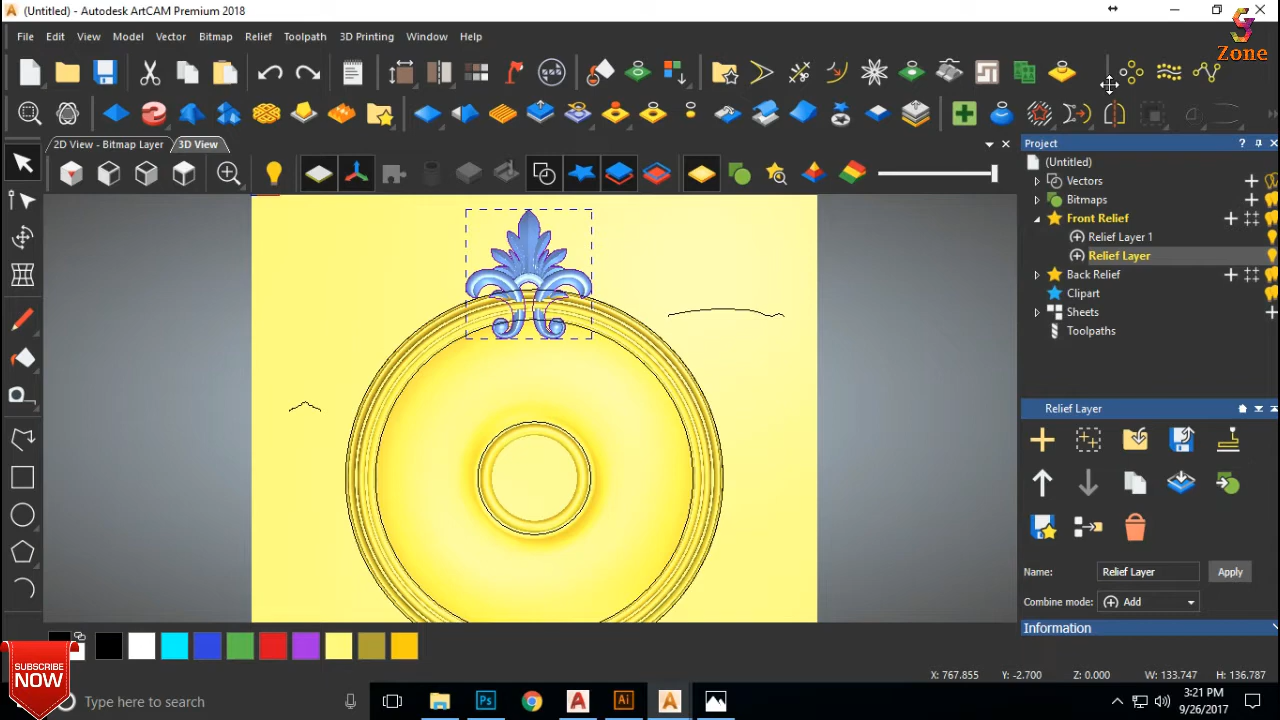 (Untitled) - Autodesk ArtCAM Premium 2018
File Edit View Model Vector Bitmap Relief Toolpath 3D Printing Window Help
Zone
2D View - Bitmap Layer 3D View
Project
(Untitled)
Vectors
Bitmaps
Front Relief
Relief Layer 1
Relief Layer
Back Relief
Clipart
Sheets
Toolpaths
Relief Layer
Name: Relief Layer Apply
Combine mode: Add
Information
X: 767.855 Y: -2.700 Z: 0.000 W: 133.747 H: 136.787
SUBSCRIBE
NOW
Type here to search
Ps
Ai
3:21 PM
9/26/2017